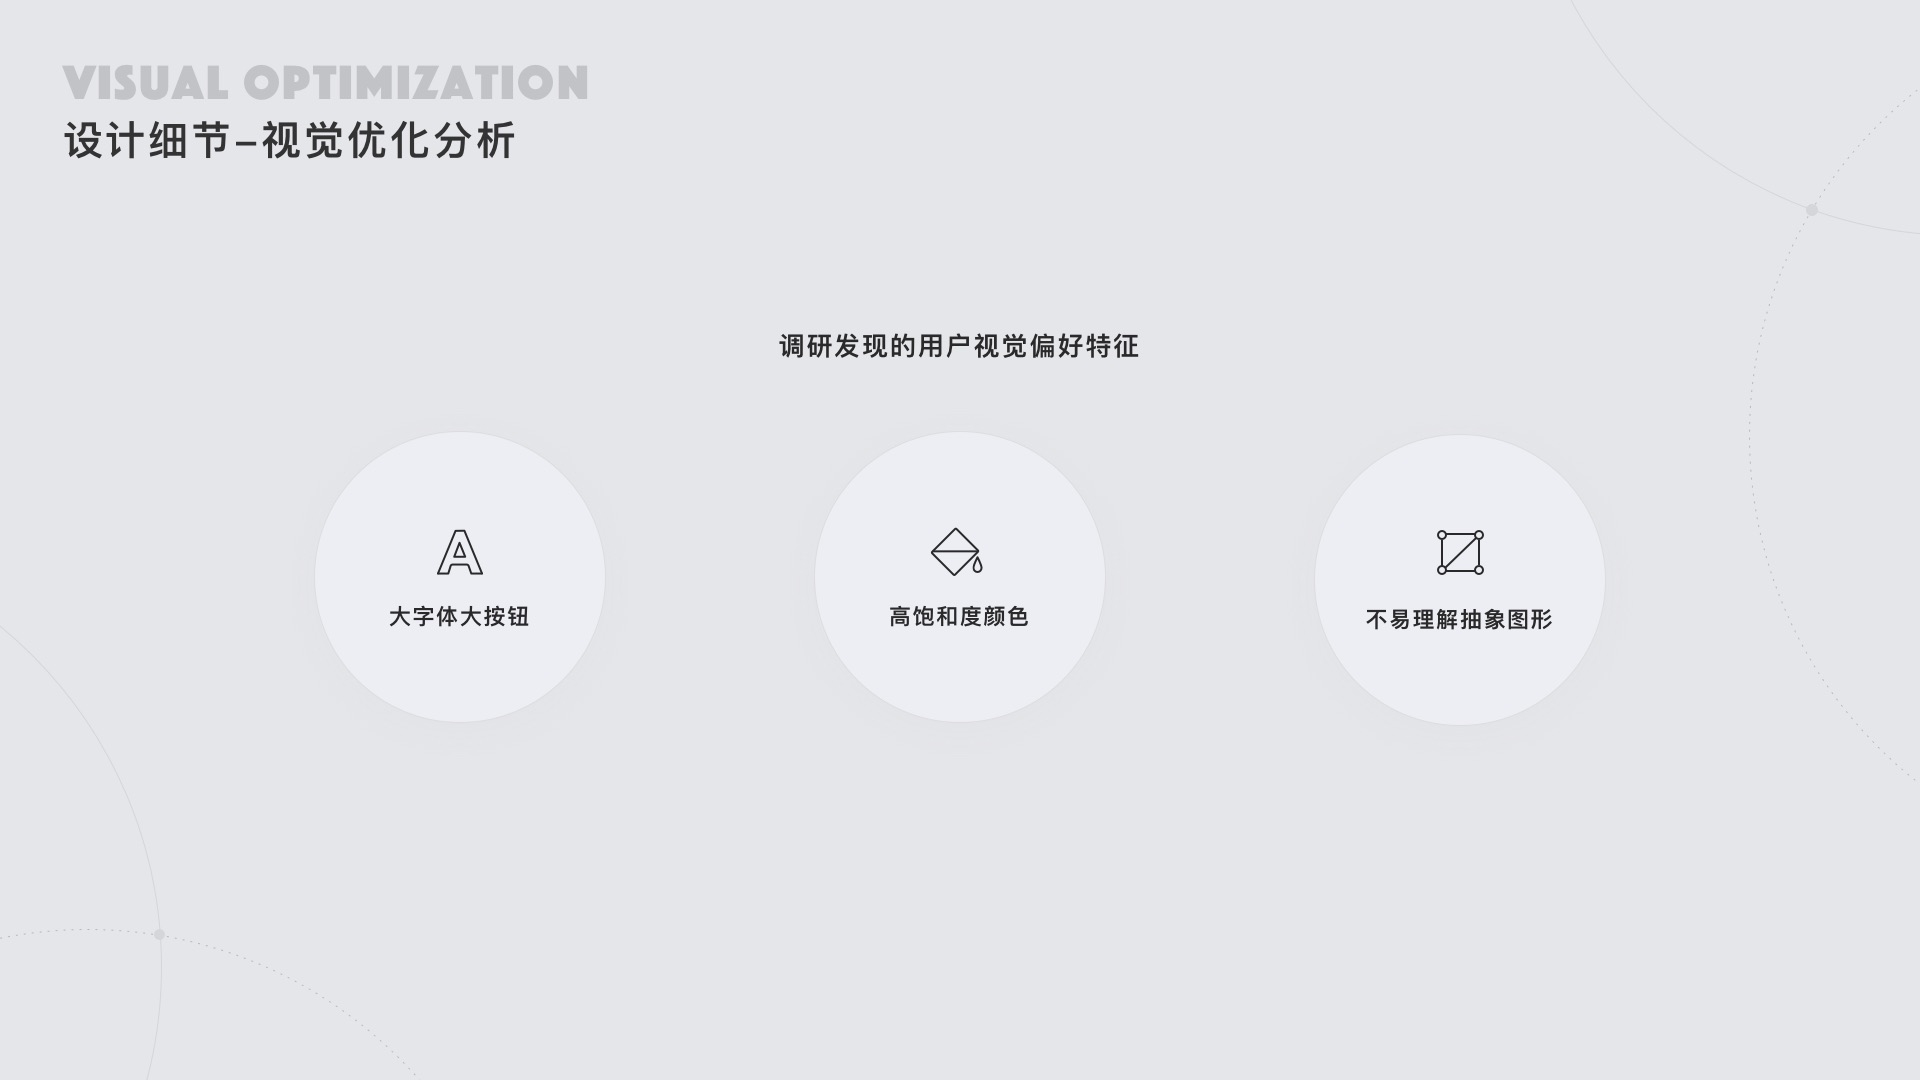 VISUAL OPTIMIZATION
设计细节–视觉优化分析
调研发现的用户视觉偏好特征
大字体大按钮
高饱和度颜色
不易理解抽象图形